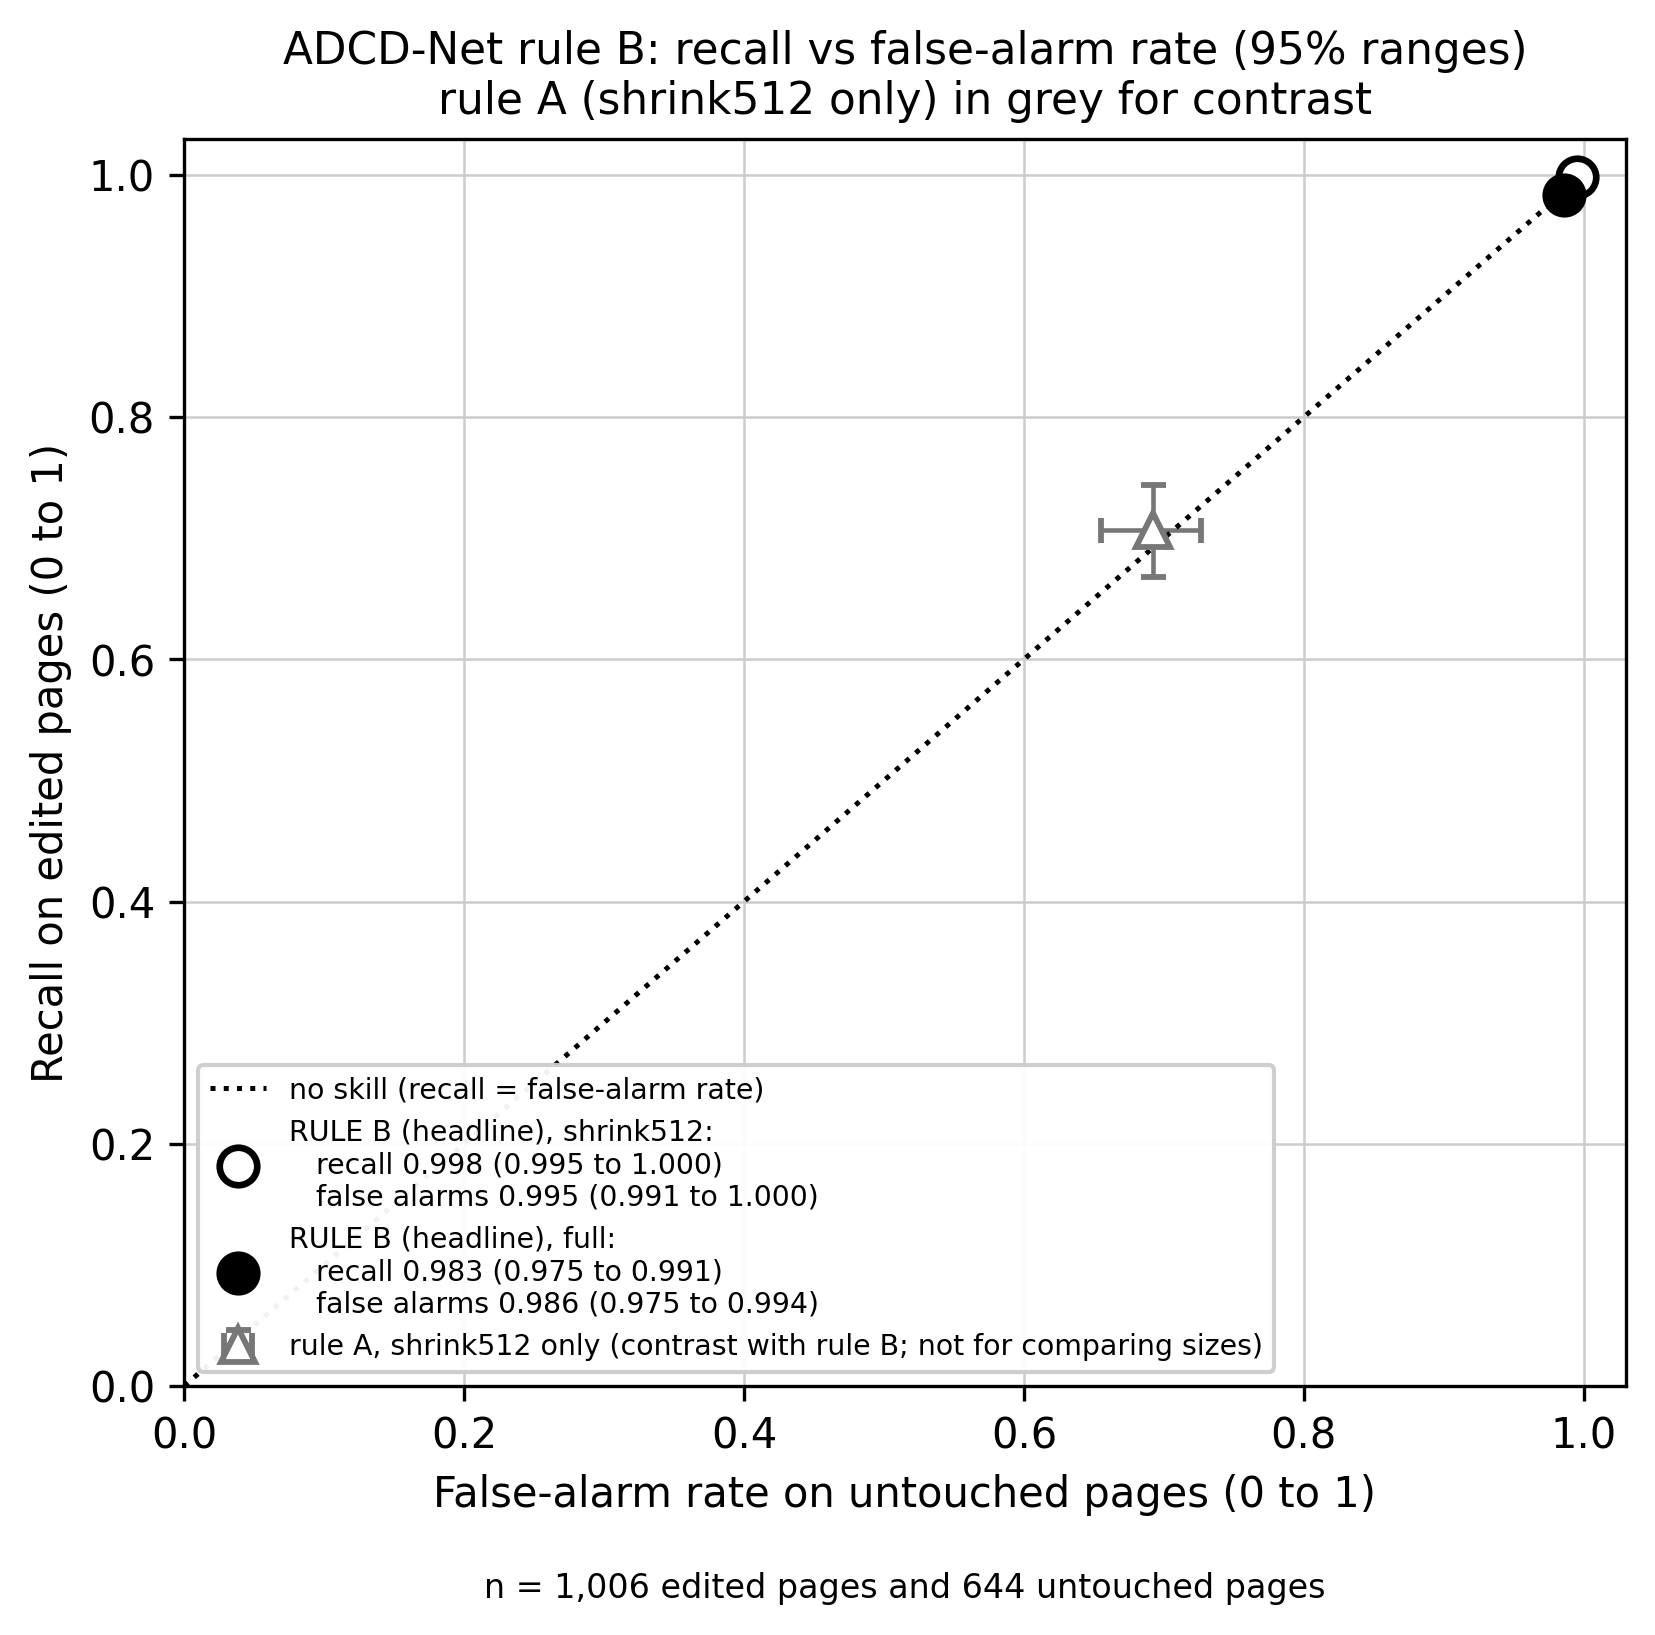 ADCD-Net rule B: recall vs false-alarm rate (95% ranges)
rule A (shrink512 only) in grey for contrast
Recall on edited pages (0 to 1)
1.0
0.8
0.6
0.4
0.2
0.0
no skill (recall = false-alarm rate)
RULE B (headline), shrink512:
recall 0.998 (0.995 to 1.000)
false alarms 0.995 (0.991 to 1.000)
RULE B (headline), full:
recall 0.983 (0.975 to 0.991)
false alarms 0.986 (0.975 to 0.994)
rule A, shrink512 only (contrast with rule B; not for comparing sizes)
0.0 0.2 0.4 0.6 0.8 1.0
False-alarm rate on untouched pages (0 to 1)
n = 1,006 edited pages and 644 untouched pages